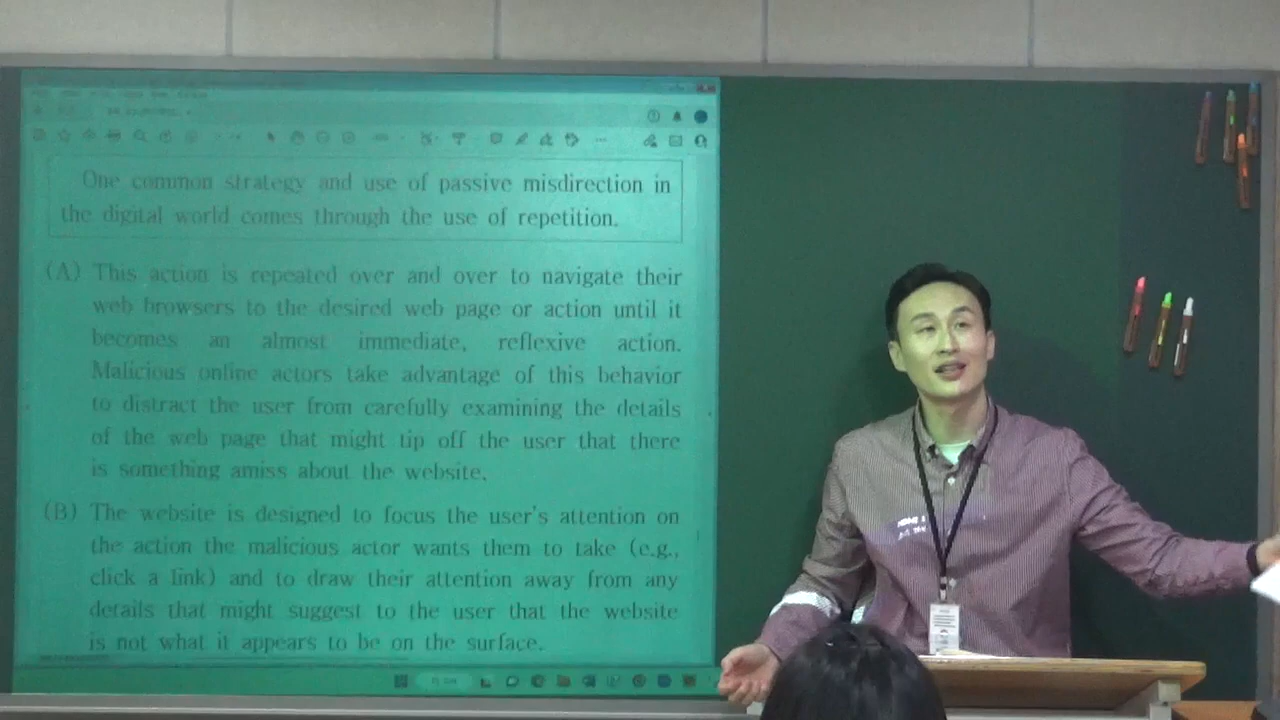 One common strategy and use of passive misdirection in
the digital world comes through the use of repetition.
(A) This action is repeated over and over to navigate their
web browsers to the desired web page or action until it
becomes an almost immediate, reflexive action.
Malicious online actors take advantage of this behavior
to distract the user from carefully examining the details
of the web page that might tip off the user that there
is something amiss about the website.
(B) The website is designed to focus the user's attention on
the action the malicious actor wants them to take (e.g.,
click a link) and to draw their attention away from any
details that might suggest to the user that the website
is not what it appears to be on the surface.